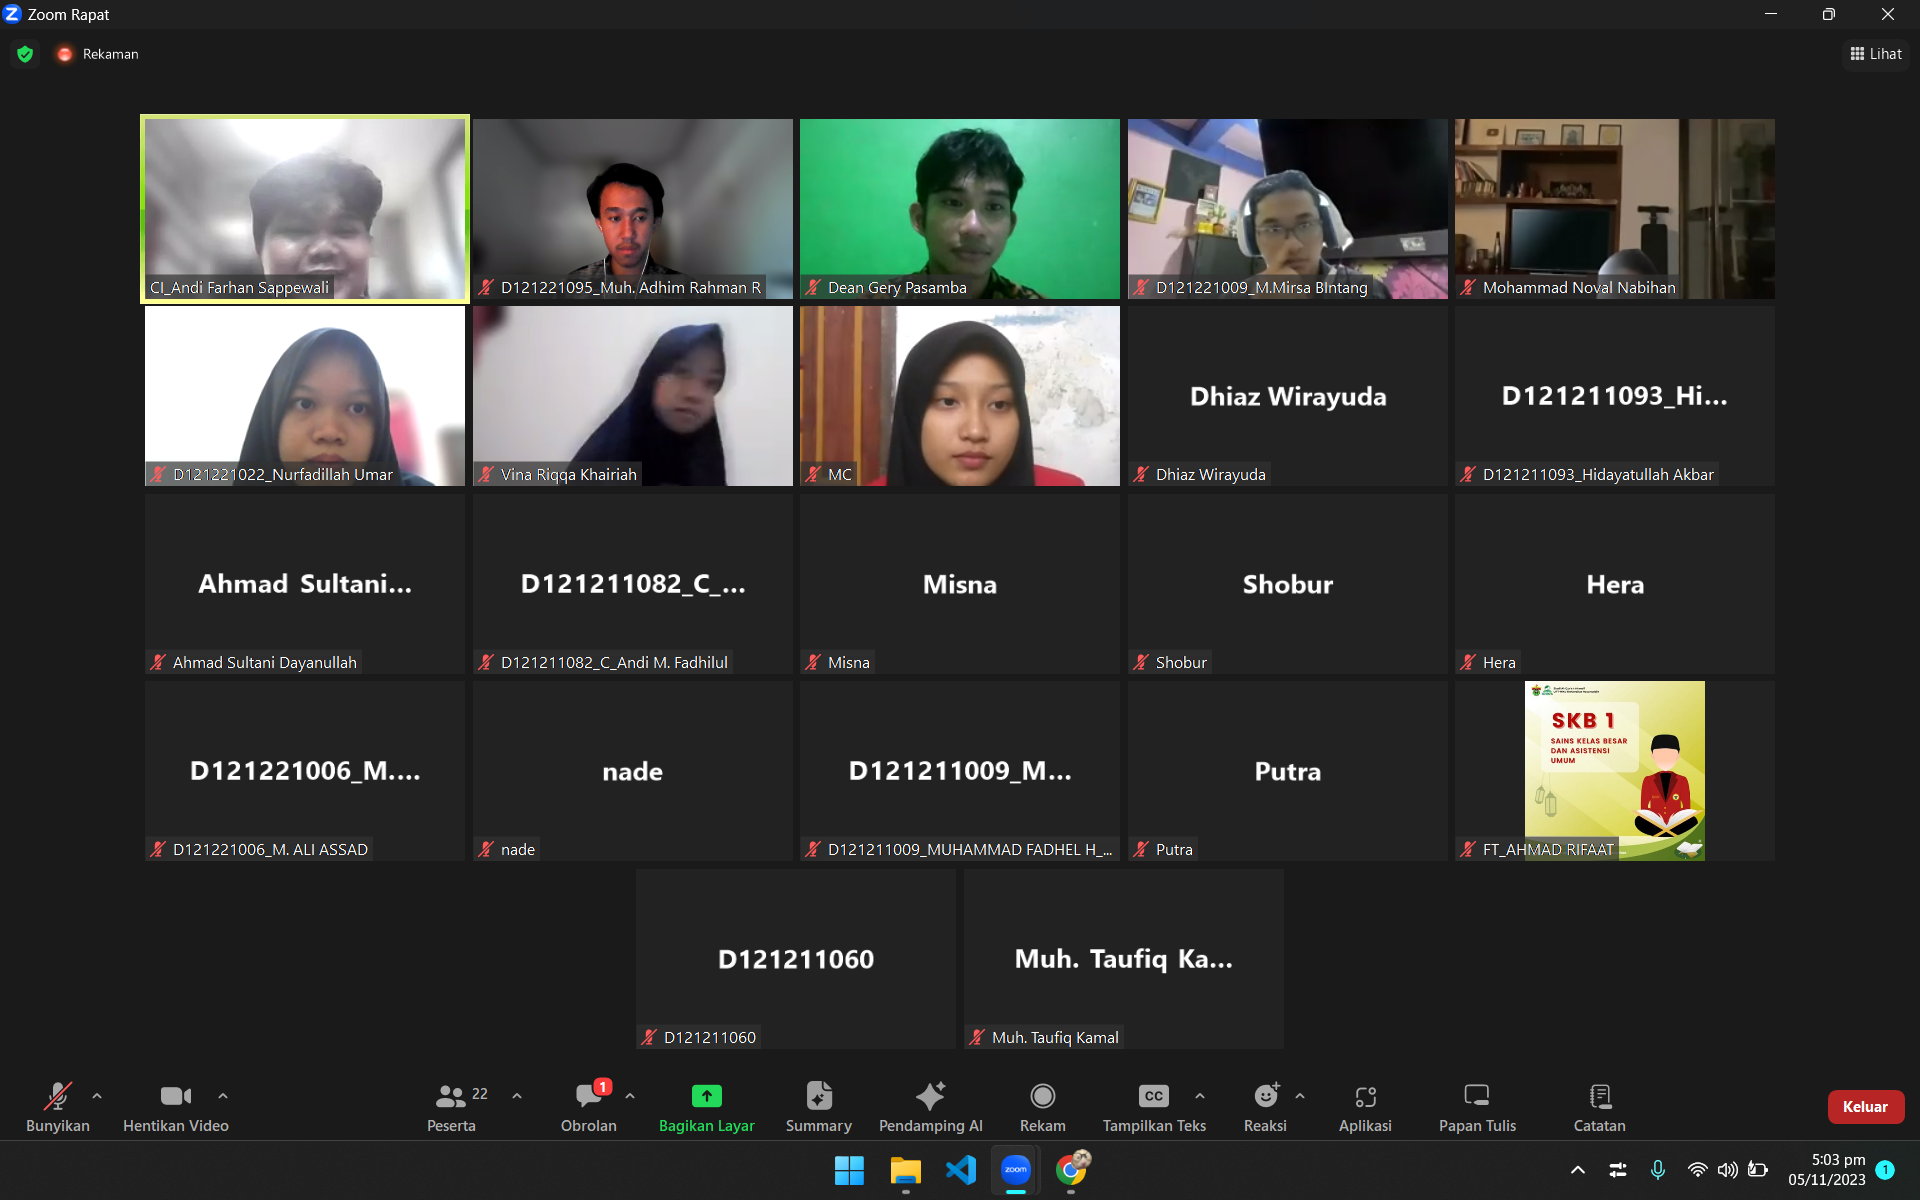 Zoom Rapat
Rekaman
Lihat
CI_Andi Farhan Sappewali
D121221095_Muh. Adhim Rahman R
Dean Gery Pasamba
D121221009_M.Mirsa BIntang
Mohammad Noval Nabihan
D121221022_Nurfadillah Umar
Vina Riqqa Khairiah
MC
Dhiaz Wirayuda
Dhiaz Wirayuda
D121211093_Hi...
D121211093_Hidayatullah Akbar
Ahmad Sultani...
Ahmad Sultani Dayanullah
D121211082_C_...
D121211082_C_Andi M. Fadhilul
Misna
Misna
Shobur
Shobur
Hera
Hera
D121221006_M....
D121221006_M. ALI ASSAD
nade
nade
D121211009_M...
D121211009_MUHAMMAD FADHEL H_...
Putra
Putra
SKB 1
SAINS KELAS BESAR
DAN ASISTENSI
UMUM
FT_AHMAD RIFAAT
D121211060
D121211060
Muh. Taufiq Ka...
Muh. Taufiq Kamal
Bunyikan
Hentikan Video
22
Peserta
1
Obrolan
Bagikan Layar
Summary
Pendamping AI
Rekam
CC
Tampilkan Teks
Reaksi
Aplikasi
Papan Tulis
Catatan
Keluar
zoom
5:03 pm
05/11/2023
1